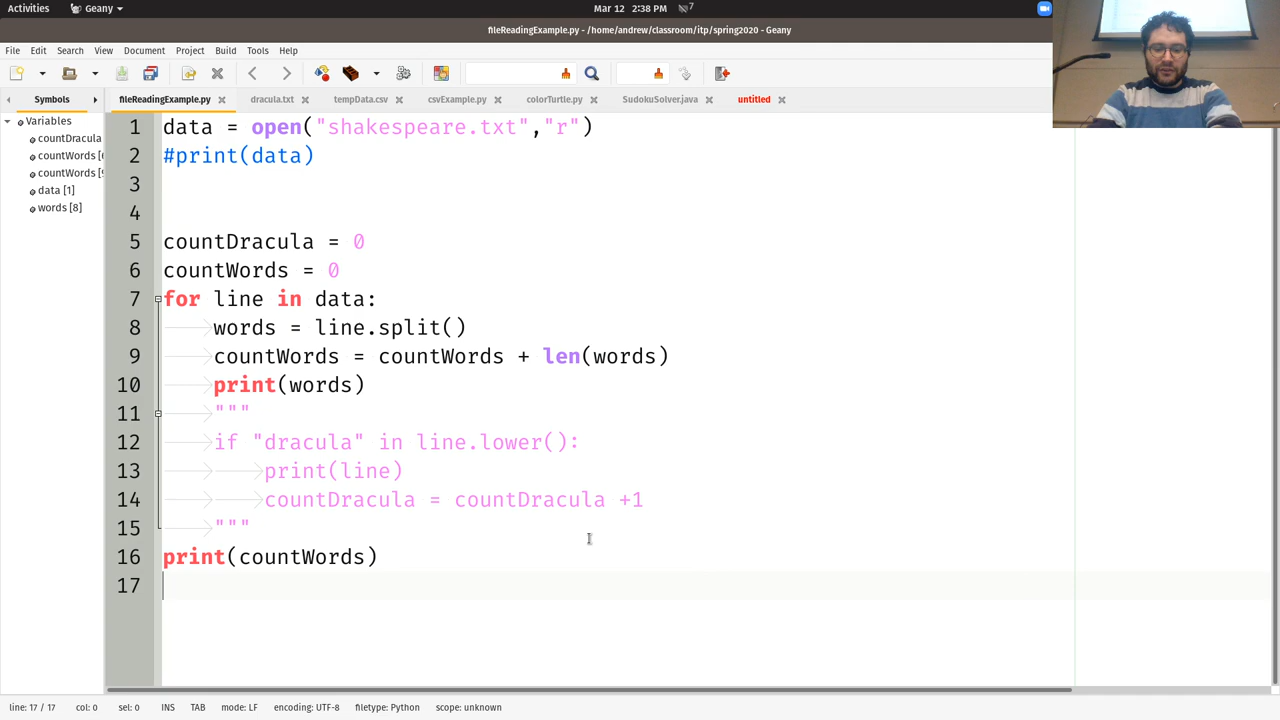 Activities
Geany
Mar 12 2:38 PM
7
fileReadingExample.py - /home/andrew/classroom/itp/spring2020 - Geany
File Edit Search View Document Project Build Tools Help
Symbols
fileReadingExample.py
dracula.txt
tempData.csv
csvExample.py
colorTurtle.py
SudokuSolver.java
untitled
Variables
countDracula
countWords [6
countWords [9
data [1]
words [8]
1 data = open("shakespeare.txt","r")
2 #print(data)
3
4
5 countDracula = 0
6 countWords = 0
7 for line in data:
8 words = line.split()
9 countWords = countWords + len(words)
10 print(words)
11 """
12 if "dracula" in line.lower():
13 print(line)
14 countDracula = countDracula +1
15 """
16 print(countWords)
17
line: 17 / 17 col: 0 sel: 0 INS TAB mode: LF encoding: UTF-8 filetype: Python scope: unknown